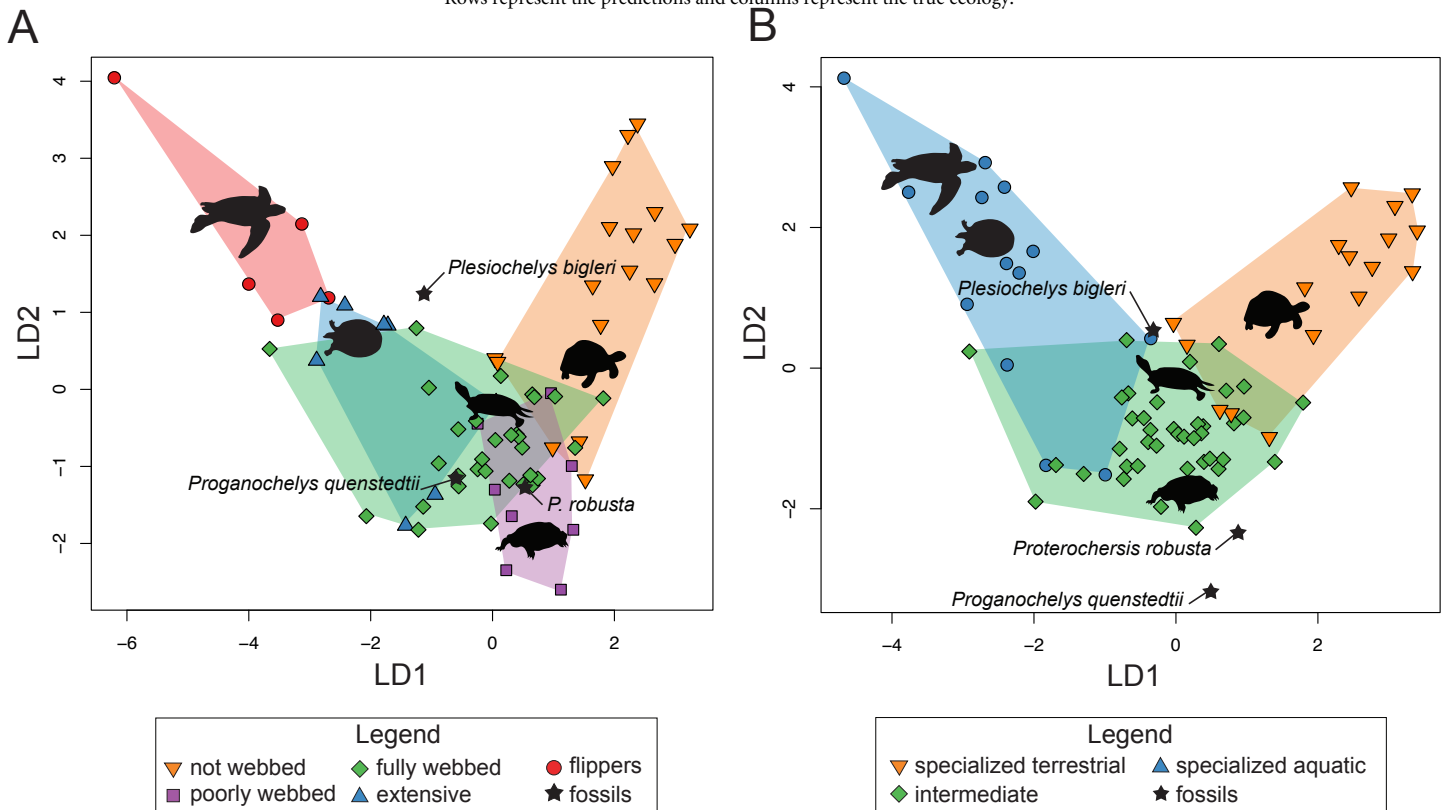 Rows represent the predictions and columns represent the true ecology.
A
B
4
3
2
1
0
−1
−2
LD2
−6
−4
−2
0
2
LD1
Plesiochelys bigleri
Proganochelys quenstedtii
P. robusta
4
2
0
−2
LD2
−4
−2
0
2
LD1
Plesiochelys bigleri
Proterochersis robusta
Proganochelys quenstedtii
Legend
not webbed fully webbed flippers
poorly webbed extensive fossils
Legend
specialized terrestrial specialized aquatic
intermediate fossils